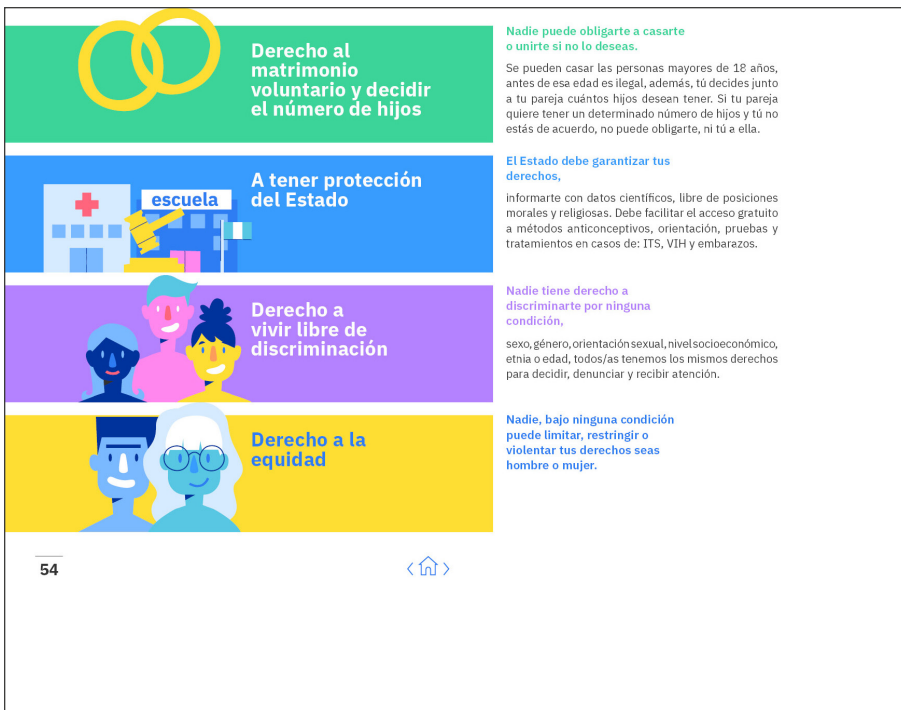 Derecho al
matrimonio
voluntario y decidir
el número de hijos
Nadie puede obligarte a casarte
o unirte si no lo deseas.
Se pueden casar las personas mayores de 18 años,
antes de esa edad es ilegal, además, tú decides junto
a tu pareja cuántos hijos desean tener. Si tu pareja
quiere tener un determinado número de hijos y tú no
estás de acuerdo, no puede obligarte, ni tú a ella.
escuela
A tener protección
del Estado
El Estado debe garantizar tus
derechos,
informarte con datos científicos, libre de posiciones
morales y religiosas. Debe facilitar el acceso gratuito
a métodos anticonceptivos, orientación, pruebas y
tratamientos en casos de: ITS, VIH y embarazos.
Derecho a
vivir libre de
discriminación
Nadie tiene derecho a
discriminarte por ninguna
condición,
sexo, género, orientación sexual, nivel socioeconómico,
etnia o edad, todos/as tenemos los mismos derechos
para decidir, denunciar y recibir atención.
Derecho a la
equidad
Nadie, bajo ninguna condición
puede limitar, restringir o
violentar tus derechos seas
hombre o mujer.
54